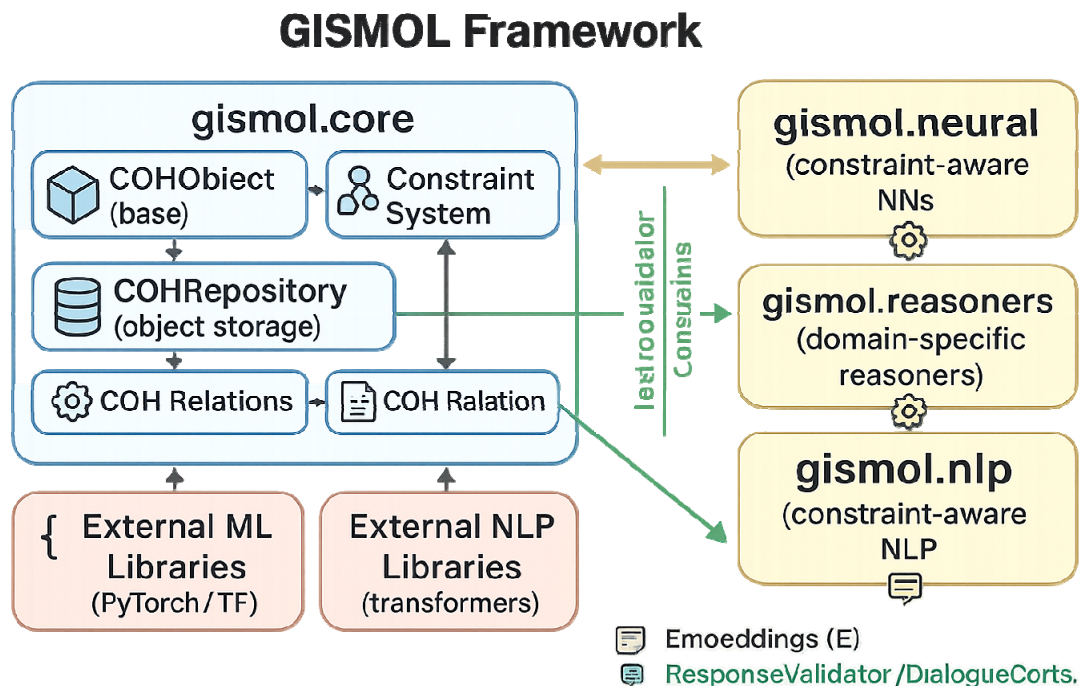 GISMOL Framework
gismol.core
COHObiect
(base)
Constraint
System
COHRepository
(object storage)
COH Relations
COH Ralation
External ML
Libraries
(PyTorch/TF)
External NLP
Libraries
(transformers)
gismol.neural
(constraint-aware
NNs
gismol.reasoners
(domain-specific
reasoners)
gismol.nlp
(constraint-aware
NLP
Emoeddings (E)
ResponseValidator/DialogueCorts.